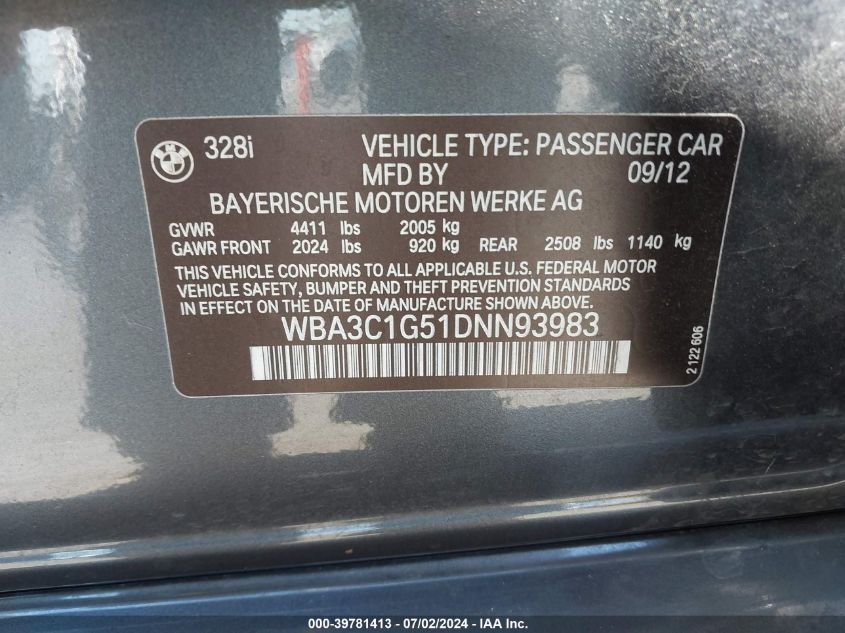 BMW
328i VEHICLE TYPE: PASSENGER CAR
MFD BY 09/12
BAYERISCHE MOTOREN WERKE AG
GVWR 4411 lbs 2005 kg
GAWR FRONT 2024 lbs 920 kg REAR 2508 lbs 1140 kg
THIS VEHICLE CONFORMS TO ALL APPLICABLE U.S. FEDERAL MOTOR
VEHICLE SAFETY, BUMPER AND THEFT PREVENTION STANDARDS
IN EFFECT ON THE DATE OF MANUFACTURE SHOWN ABOVE.
WBA3C1G51DNN93983
2 122 606
000-39781413 - 07/02/2024 - IAA Inc.